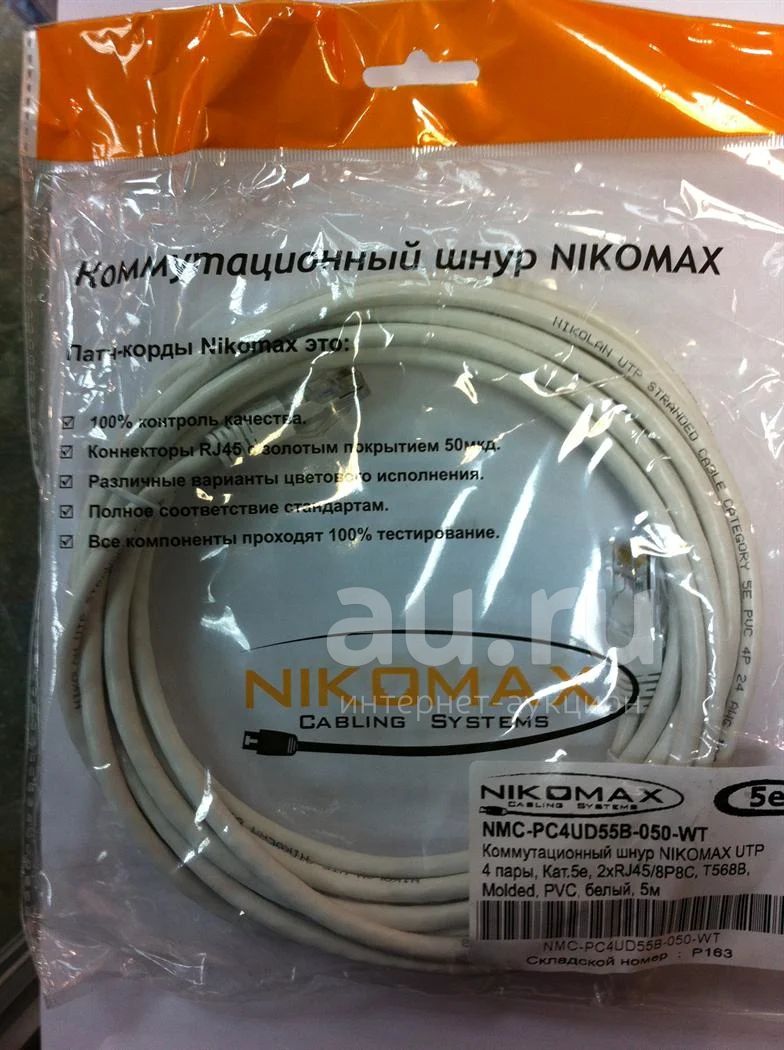 Коммутационный шнур NIKOMAX
Патч-корды Nikomax это:
100% контроль качества.
Коннекторы RJ45 с золотым покрытием 50мкд.
Различные варианты цветового исполнения.
Полное соответствие стандартам.
Все компоненты проходят 100% тестирование.
NIKOLAN UTP STRANDED CABLE CATEGORY 5E PVC 4P 24 AWG
au.ru
интернет-аукцион
NIKOMAX
CABLING SYSTEMS
NIKOMAX
CABLING SYSTEMS
5e
NMC-PC4UD55B-050-WT
Коммутационный шнур NIKOMAX UTP
4 пары, Кат.5е, 2xRJ45/8P8C, T568B,
Molded, PVC, белый, 5м
NMC-PC4UD55B-050-WT
Складской номер : P163